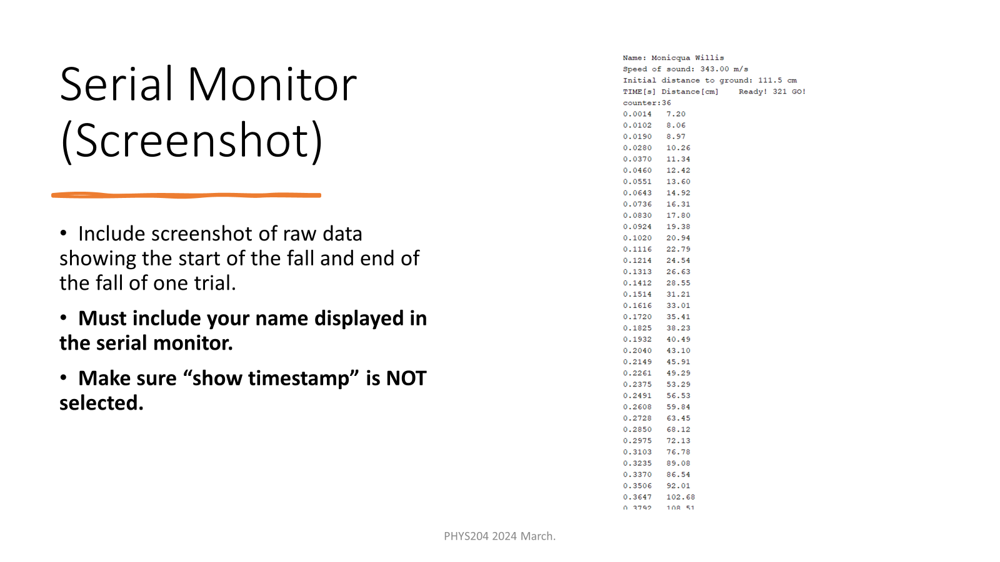 Serial Monitor
(Screenshot)
• Include screenshot of raw data
showing the start of the fall and end of
the fall of one trial.
• Must include your name displayed in
the serial monitor.
• Make sure “show timestamp” is NOT
selected.
Name: Monicqua Willis
Speed of sound: 343.00 m/s
Initial distance to ground: 111.5 cm
TIME[s] Distance[cm]    Ready! 321 GO!
counter:36
0.0014   7.20
0.0102   8.06
0.0190   8.97
0.0280   10.26
0.0370   11.34
0.0460   12.42
0.0551   13.60
0.0643   14.92
0.0736   16.31
0.0830   17.80
0.0924   19.38
0.1020   20.94
0.1116   22.79
0.1214   24.54
0.1313   26.63
0.1412   28.55
0.1514   31.21
0.1616   33.01
0.1720   35.41
0.1825   38.23
0.1932   40.49
0.2040   43.10
0.2149   45.91
0.2261   49.29
0.2375   53.29
0.2491   56.53
0.2608   59.84
0.2728   63.45
0.2850   68.12
0.2975   72.13
0.3103   76.78
0.3235   89.08
0.3370   86.54
0.3506   92.01
0.3647   102.68
0.3792   108.51
PHYS204 2024 March.